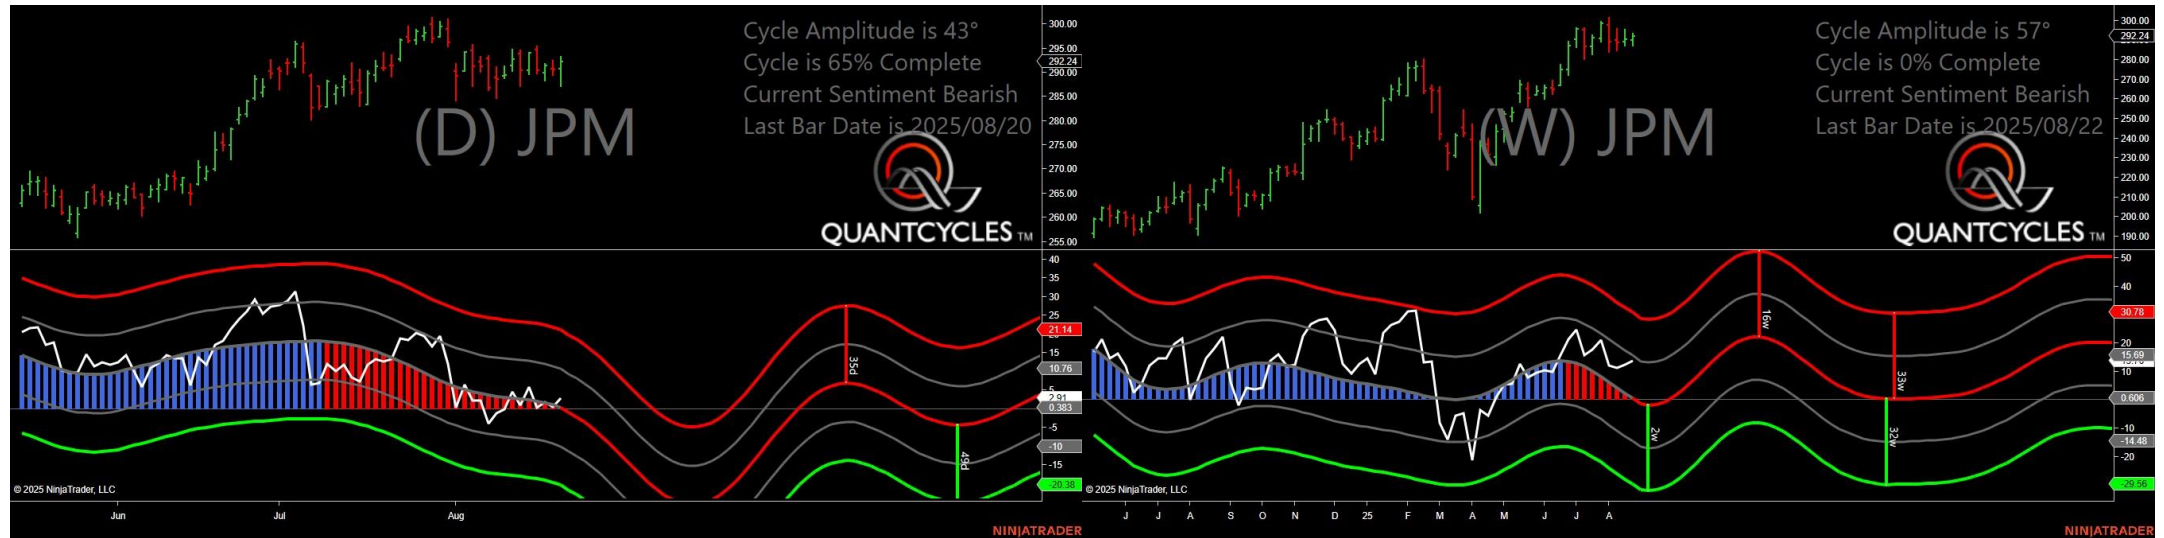 Cycle Amplitude is 43°
Cycle is 65% Complete
Current Sentiment Bearish
Last Bar Date is 2025/08/20
(D) JPM
QUANTCYCLES TM
300.00
295.00
292.24
290.00
285.00
280.00
275.00
270.00
265.00
260.00
255.00
40
35
30
25
21.14
20
15
10.76
5
2.91
0.383
-5
-10
-15
-20.38
35d
49d
© 2025 NinjaTrader, LLC
Jun
Jul
Aug
NINJATRADER
Cycle Amplitude is 57°
Cycle is 0% Complete
Current Sentiment Bearish
Last Bar Date is 2025/08/22
(W) JPM
QUANTCYCLES TM
300.00
292.24
280.00
270.00
260.00
250.00
240.00
230.00
220.00
210.00
200.00
190.00
50
40
30.78
20
15.69
10
0.606
-10
-14.48
-20
-29.56
16w
33w
2w
32w
© 2025 NinjaTrader, LLC
J J A S O N D 25 F M A M J J A
NINJATRADER